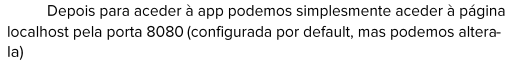 Depois para aceder à app podemos simplesmente aceder à página
localhost pela porta 8080 (configurada por default, mas podemos altera-
la)